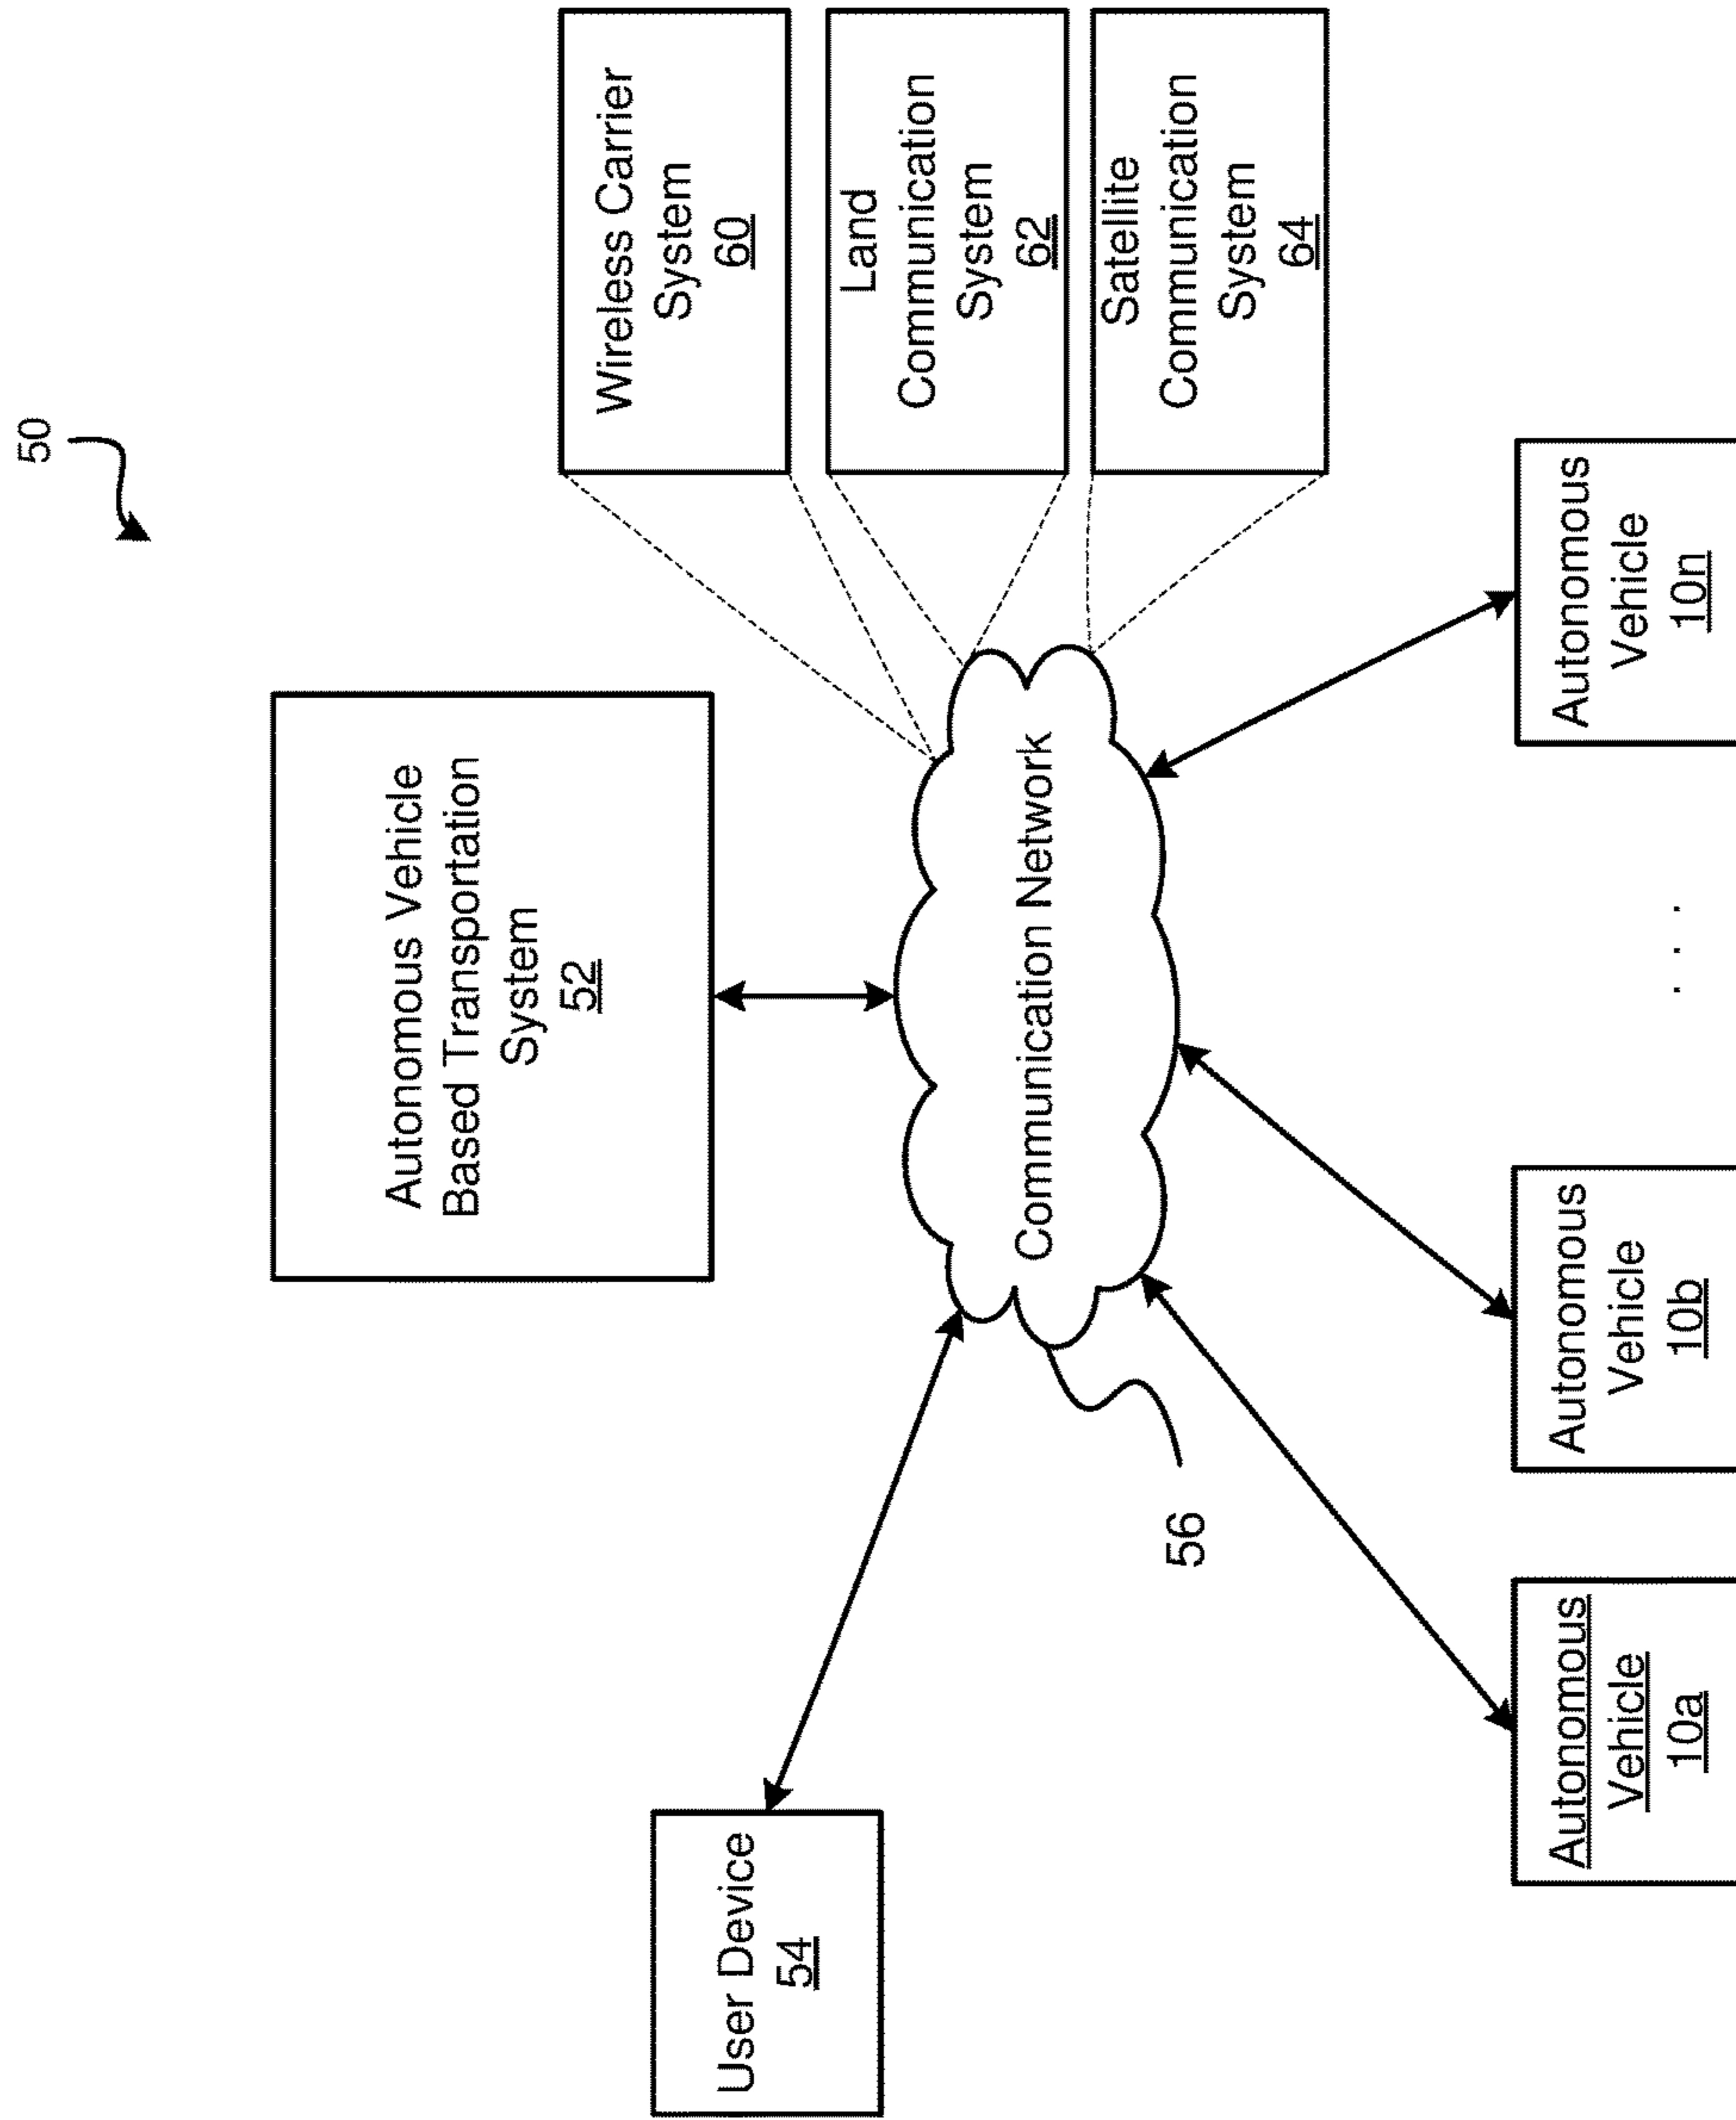 50
Autonomous Vehicle
Based Transportation
System
52
Wireless Carrier
System
60
User Device
54
Land
Communication
System
62
Communication Network
Satellite
Communication
System
64
56
Autonomous
Vehicle
10a
Autonomous
Vehicle
10b
. . .
Autonomous
Vehicle
10n